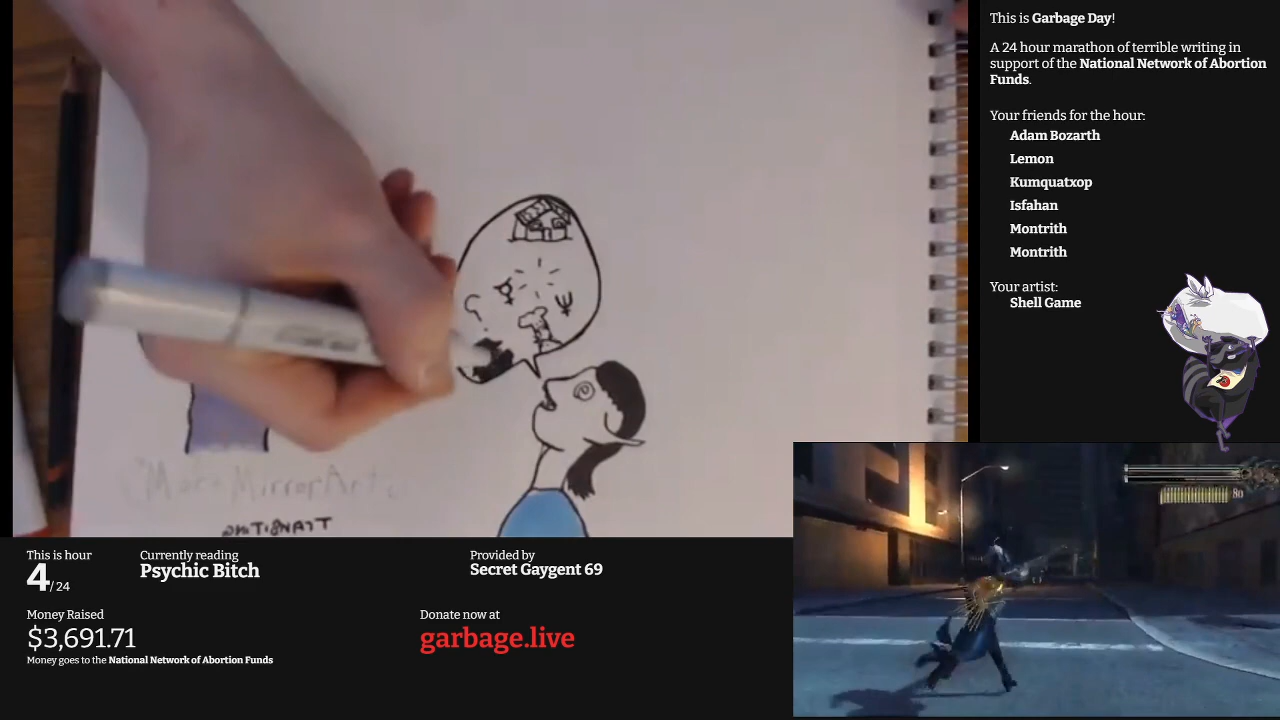 This is Garbage Day!
A 24 hour marathon of terrible writing in
support of the National Network of Abortion
Funds.
Your friends for the hour:
Adam Bozarth
Lemon
Kumquatxop
Isfahan
Montrith
Montrith
Your artist:
Shell Game
80
This is hour
4/24
Currently reading
Psychic Bitch
Provided by
Secret Gaygent 69
Money Raised
$3,691.71
Money goes to the National Network of Abortion Funds
Donate now at
garbage.live